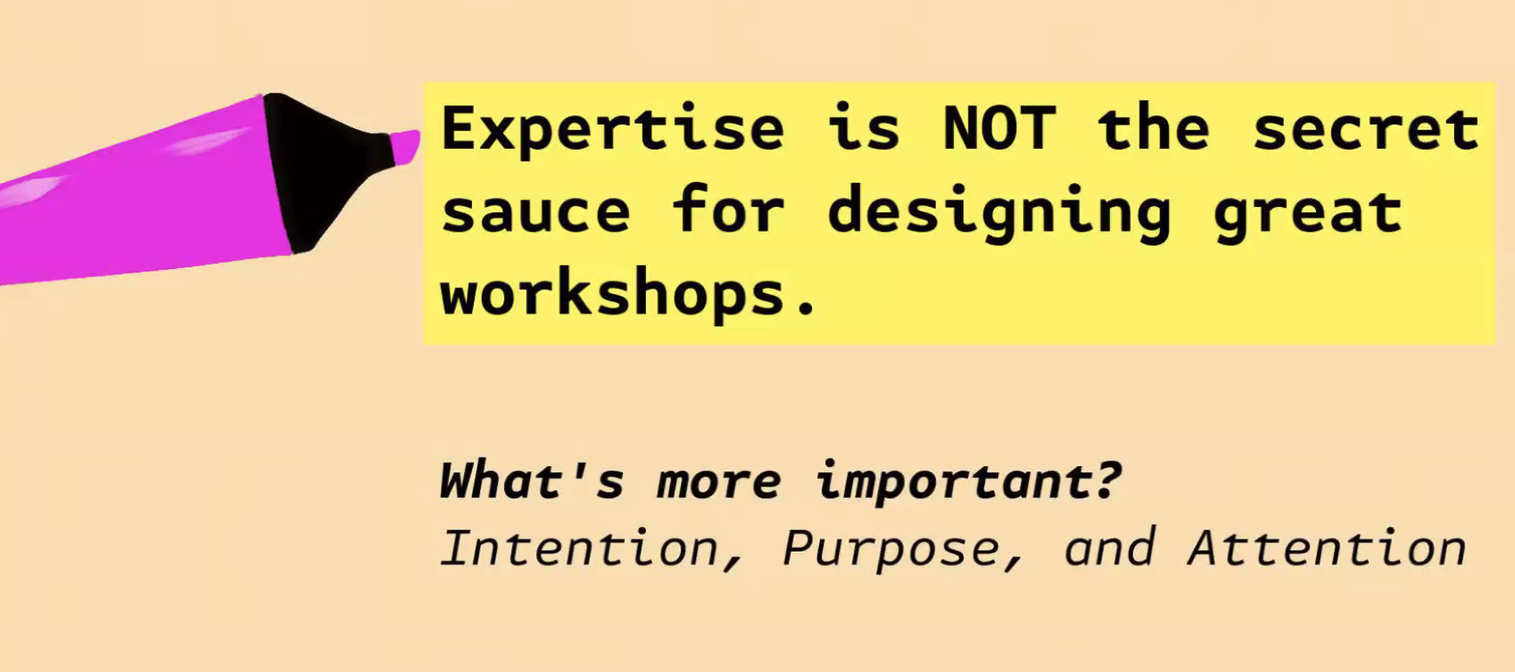 Expertise is NOT the secret
sauce for designing great
workshops.
What's more important?
Intention, Purpose, and Attention